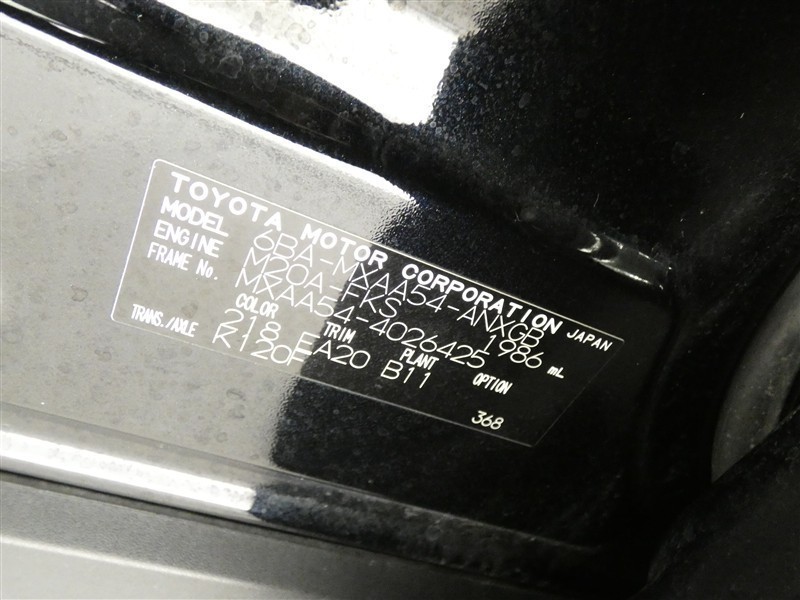 TOYOTA MOTOR CORPORATION JAPAN
MODEL 6BA-MXAA54-ANXGB
ENGINE M20A-FKS 1986 mL
FRAME No. MXAA54-4026425
COLOR TRIM PLANT OPTION
218 EA20 B11
TRANS./AXLE K120F
368